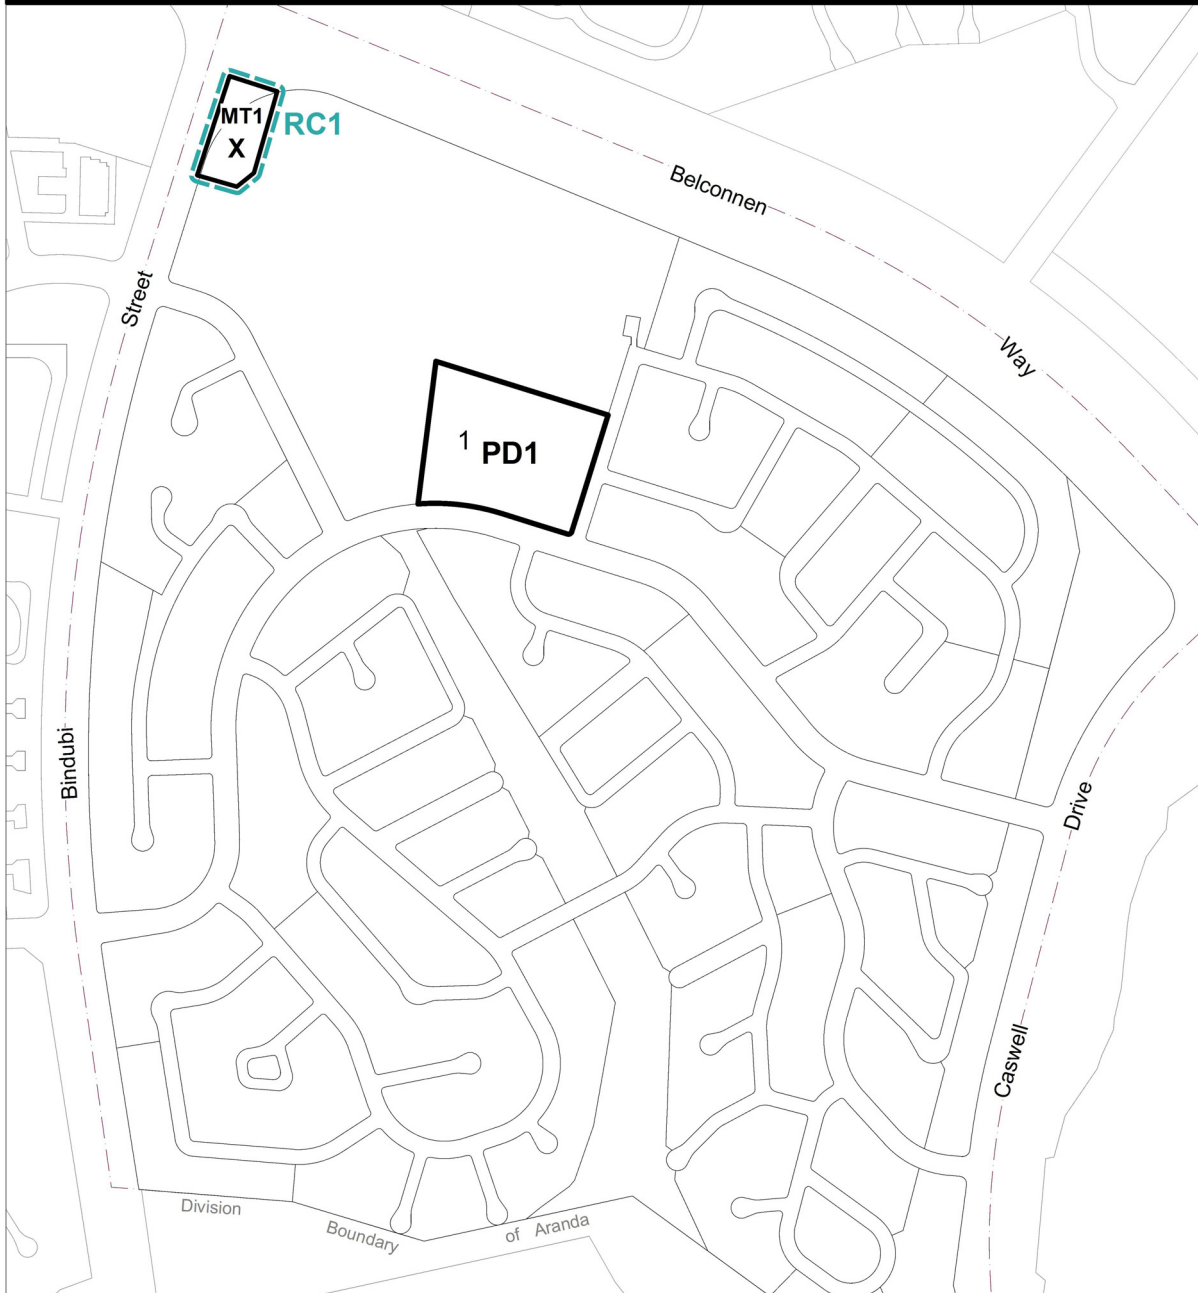 MT1
X
RC1
Belconnen
Way
Street
1 PD1
Bindubi
Drive
Caswell
Division
Boundary
of Aranda